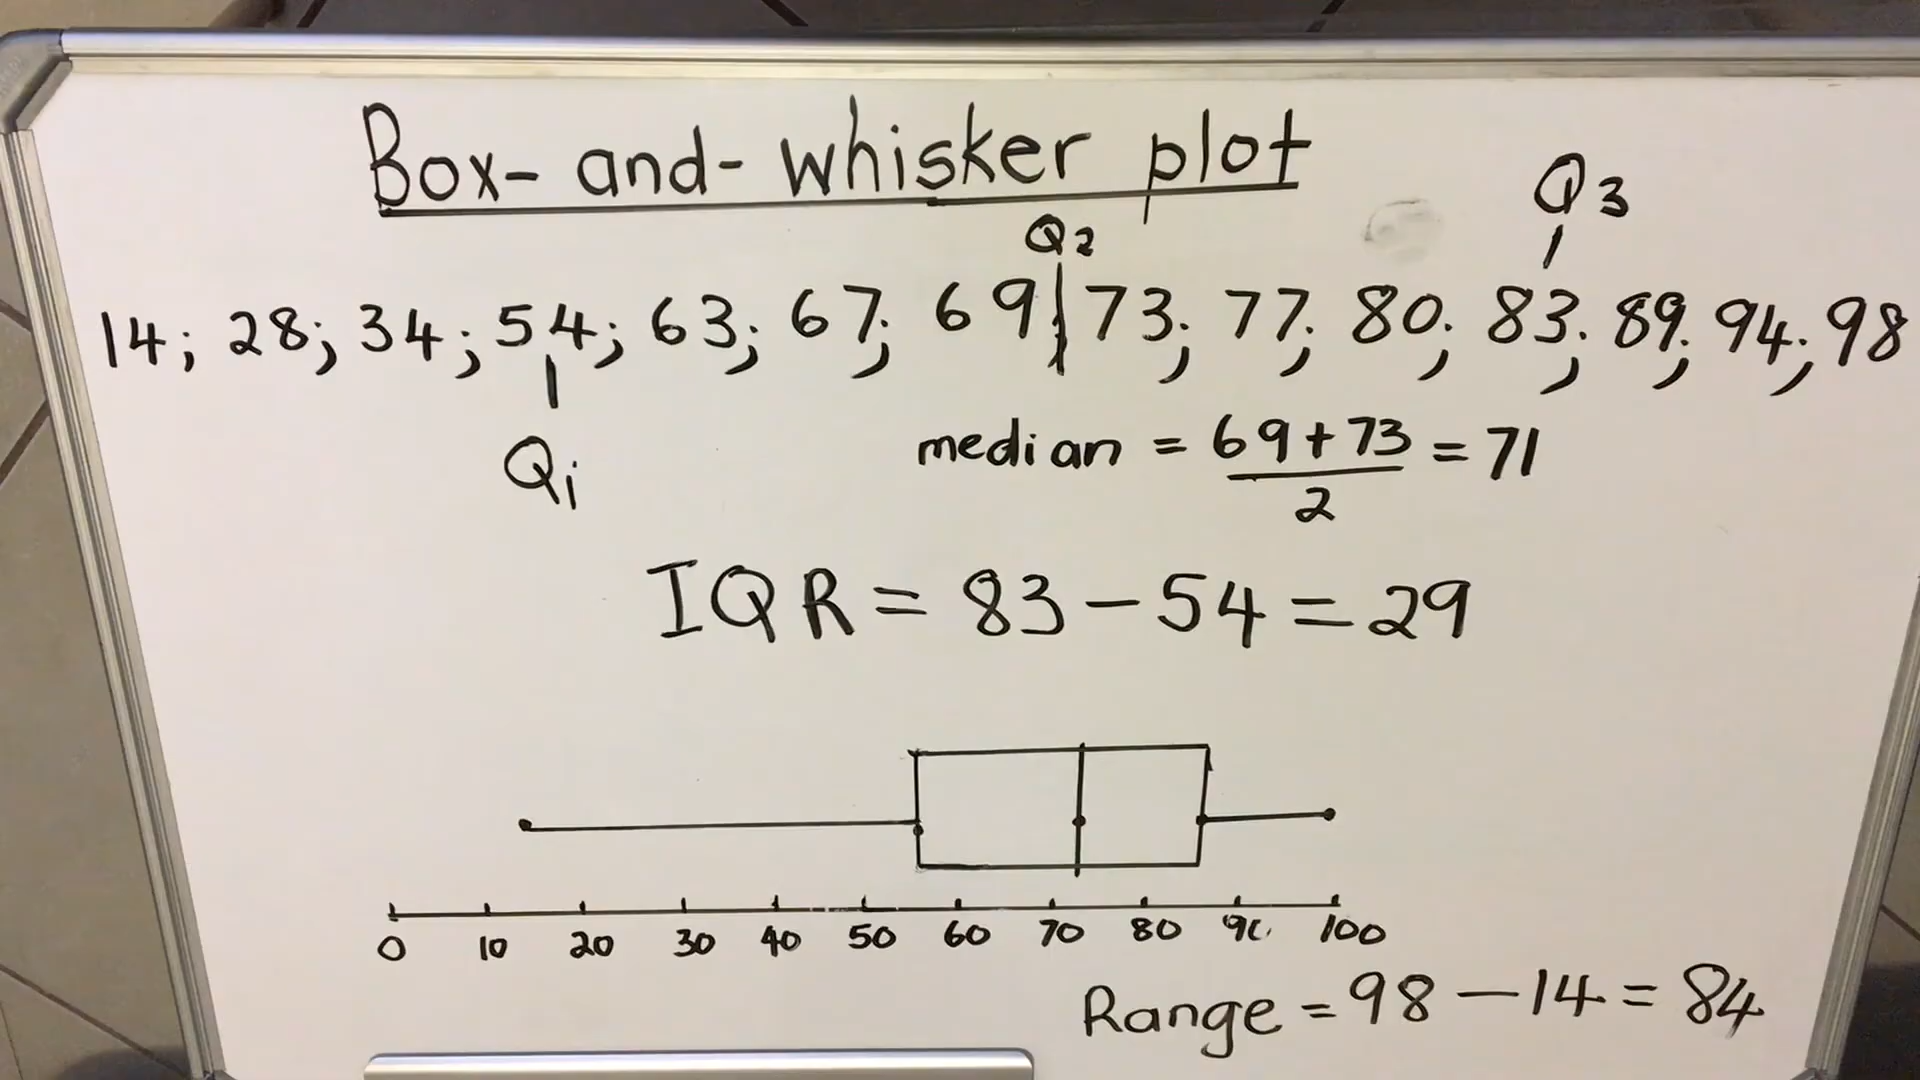 Box-and-whisker plot
Q3
Q2
14; 28; 34; 54; 63; 67; 69 73; 77; 80; 83; 89; 94; 98
Q1
median = 69+73/2 = 71
IQR = 83 - 54 = 29
0 10 20 30 40 50 60 70 80 90 100
Range = 98 - 14 = 84